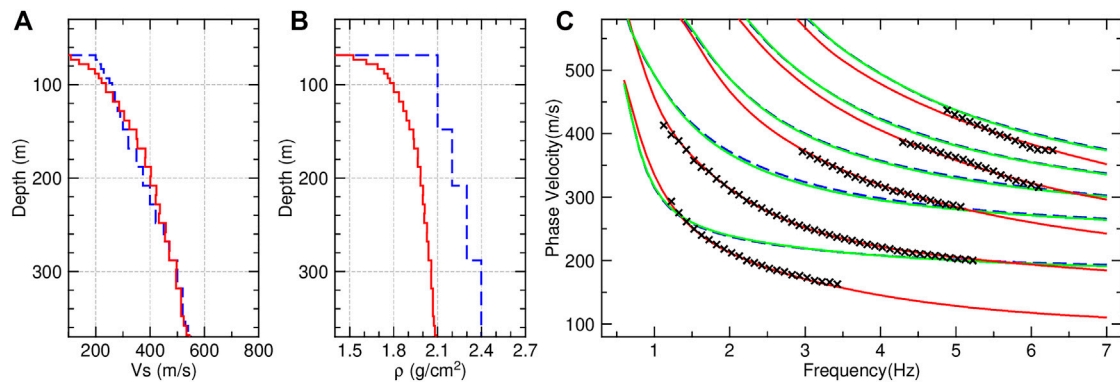 A
Depth (m)
100
200
300
200 400 600 800
Vs (m/s)
B
Depth (m)
100
200
300
1.5 1.8 2.1 2.4 2.7
ρ (g/cm²)
C
Phase Velocity(m/s)
500
400
300
200
100
1 2 3 4 5 6 7
Frequency(Hz)